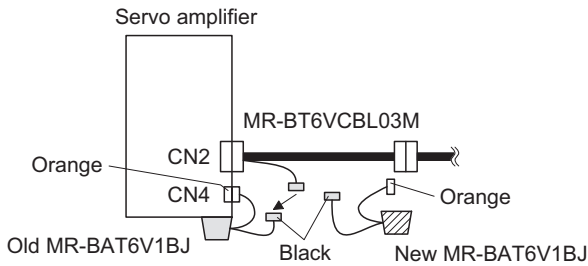 Servo amplifier
MR-BT6VCBL03M
CN2
Orange
CN4
Orange
Old MR-BAT6V1BJ
Black
New MR-BAT6V1BJ